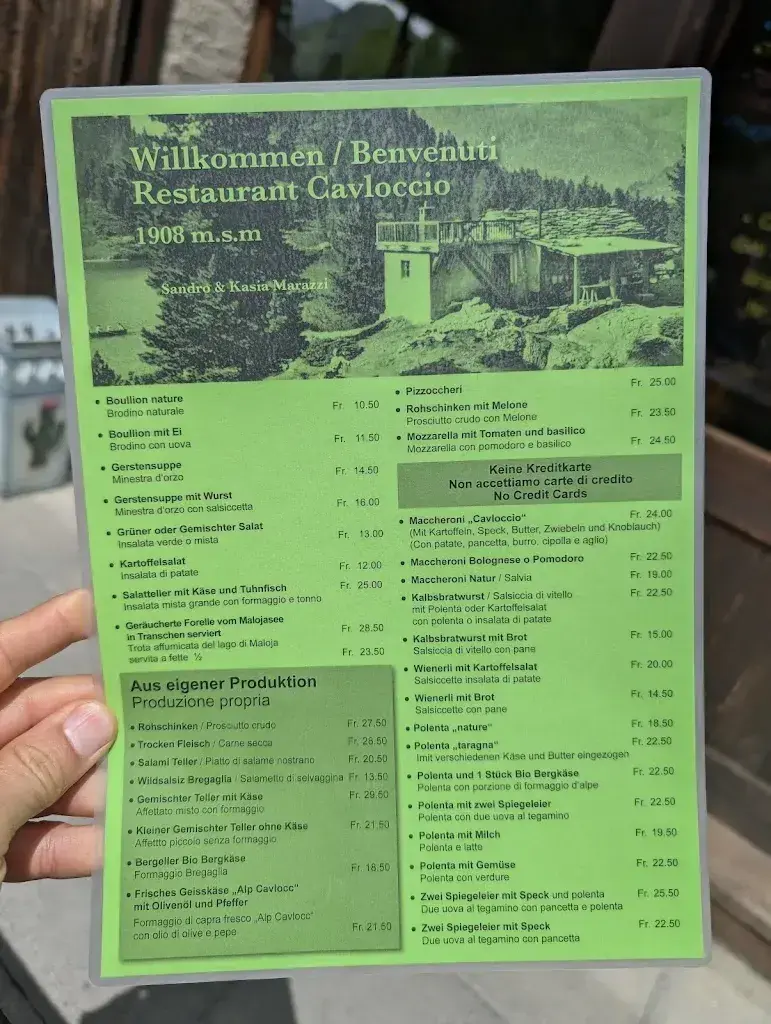 Willkommen / Benvenuti
Restaurant Cavloccio
1908 m.s.m
Sandro & Kasia Marazzi
• Boullion nature Fr. 10.50
Brodino naturale
• Boullion mit Ei Fr. 11.50
Brodino con uova
• Gerstensuppe Fr. 14.50
Minestra d'orzo
• Gerstensuppe mit Wurst Fr. 16.00
Minestra d'orzo con salsiccetta
• Grüner oder Gemischter Salat Fr. 13.00
Insalata verde o mista
• Kartoffelsalat Fr. 12.00
Insalata di patate
• Salatteller mit Käse und Tuhnfisch Fr. 25.00
Insalata mista grande con formaggio e tonno
• Geräucherte Forelle vom Malojasee
in Transchen serviert Fr. 28.50
Trota affumicata del lago di Maloja
servita a fette ½ Fr. 23.50
Aus eigener Produktion
Produzione propria
• Rohschinken / Prosciutto crudo Fr. 27.50
• Trocken Fleisch / Carne secca Fr. 28.50
• Salami Teller / Piatto di salame nostrano Fr. 20.50
• Wildsalsiz Bregaglia / Salametto di selvaggina Fr. 13.50
• Gemischter Teller mit Käse Fr. 29.50
Affettato misto con formaggio
• Kleiner Gemischter Teller ohne Käse Fr. 21.50
Affettto piccolo senza formaggio
• Bergeller Bio Bergkäse
Formaggio Bregaglia Fr. 18.50
• Frisches Geisskäse „Alp Cavlocc"
mit Olivenöl und Pfeffer
Formaggio di capra fresco „Alp Cavlocc"
con olio di olive e pepe Fr. 21.50
• Pizzoccheri Fr. 25.00
• Rohschinken mit Melone Fr. 23.50
Prosciutto crudo con Melone
• Mozzarella mit Tomaten und basilico Fr. 24.50
Mozzarella con pomodoro e basilico
Keine Kreditkarte
Non accettiamo carte di credito
No Credit Cards
• Maccheroni „Cavloccio" Fr. 24.00
(Mit Kartoffeln, Speck, Butter, Zwiebeln und Knoblauch)
(Con patate, pancetta, burro, cipolla e aglio)
• Maccheroni Bolognese o Pomodoro Fr. 22.50
• Maccheroni Natur / Salvia Fr. 19.00
• Kalbsbratwurst / Salsiccia di vitello Fr. 22.50
mit Polenta oder Kartoffelsalat
con polenta o insalata di patate
• Kalbsbratwurst mit Brot Fr. 15.00
Salsiccia di vitello con pane
• Wienerli mit Kartoffelsalat Fr. 20.00
Salsiccette insalata di patate
• Wienerli mit Brot Fr. 14.50
Salsiccette con pane
• Polenta „nature" Fr. 18.50
• Polenta „taragna" Fr. 22.50
Imit verschiedenen Käse und Butter eingezogen
• Polenta und 1 Stück Bio Bergkäse Fr. 22.50
Polenta con porzione di formaggio d'alpe
• Polenta mit zwei Spiegeleier Fr. 22.50
Polenta con due uova al tegamino
• Polenta mit Milch Fr. 19.50
Polenta e latte
• Polenta mit Gemüse Fr. 22.50
Polenta con verdure
• Zwei Spiegeleier mit Speck und polenta Fr. 25.50
Due uova al tegamino con pancetta e polenta
• Zwei Spiegeleier mit Speck Fr. 22.50
Due uova al tegamino con pancetta